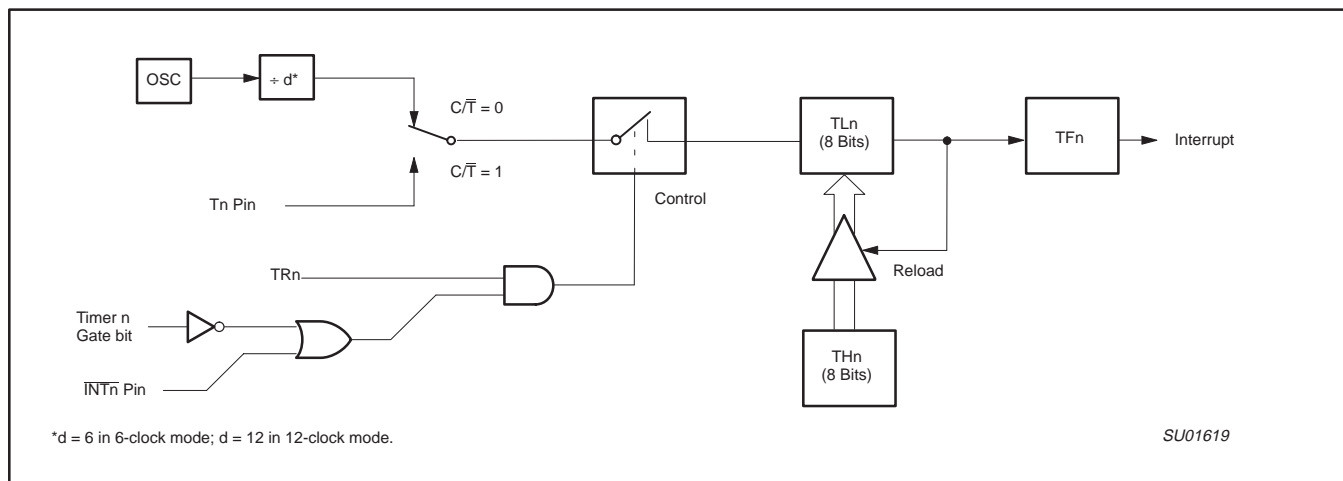 OSC
÷ d*
C/T̅ = 0
C/T̅ = 1
Tn Pin
Control
TLn
(8 Bits)
TFn
Interrupt
Reload
TRn
Timer n
Gate bit
I̅N̅T̅n̅ Pin
THn
(8 Bits)
*d = 6 in 6-clock mode; d = 12 in 12-clock mode.
SU01619